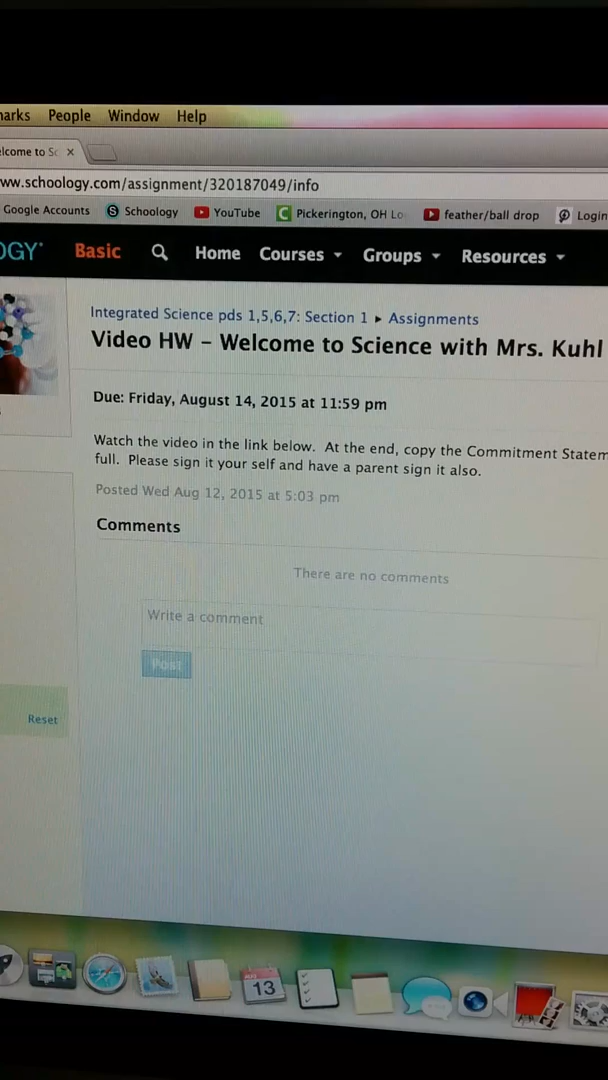 People Window Help
ww.schoology.com/assignment/320187049/info
Google Accounts Schoology YouTube Pickerington, OH Lo feather/ball drop Login
OGY Basic Home Courses Groups Resources
Integrated Science pds 1,5,6,7: Section 1 ▸ Assignments
Video HW – Welcome to Science with Mrs. Kuhl
Due: Friday, August 14, 2015 at 11:59 pm
Watch the video in the link below. At the end, copy the Commitment Statem
full. Please sign it your self and have a parent sign it also.
Posted Wed Aug 12, 2015 at 5:03 pm
Comments
There are no comments
Write a comment
Post
Reset
13